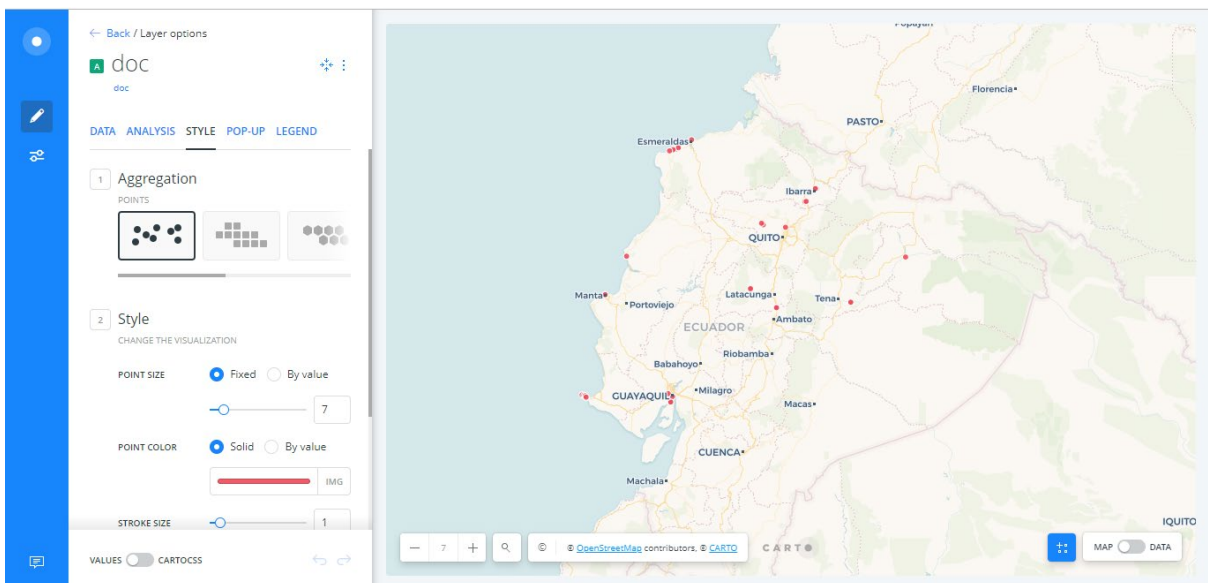 ← Back / Layer options
A doc
doc
DATA ANALYSIS STYLE POP-UP LEGEND
1 Aggregation
POINTS
2 Style
CHANGE THE VISUALIZATION
POINT SIZE Fixed By value
7
POINT COLOR Solid By value
IMG
STROKE SIZE 1
VALUES CARTOCSS
Popayán
Florencia
PASTO
Esmeraldas
Ibarra
QUITO
Manta
Portoviejo
Latacunga
Tena
Ambato
ECUADOR
Riobamba
Babahoyo
GUAYAQUIL
Milagro
Macas
CUENCA
Machala
IQUITO
− 7 +
© © OpenStreetMap contributors, © CARTO
CARTO
MAP DATA